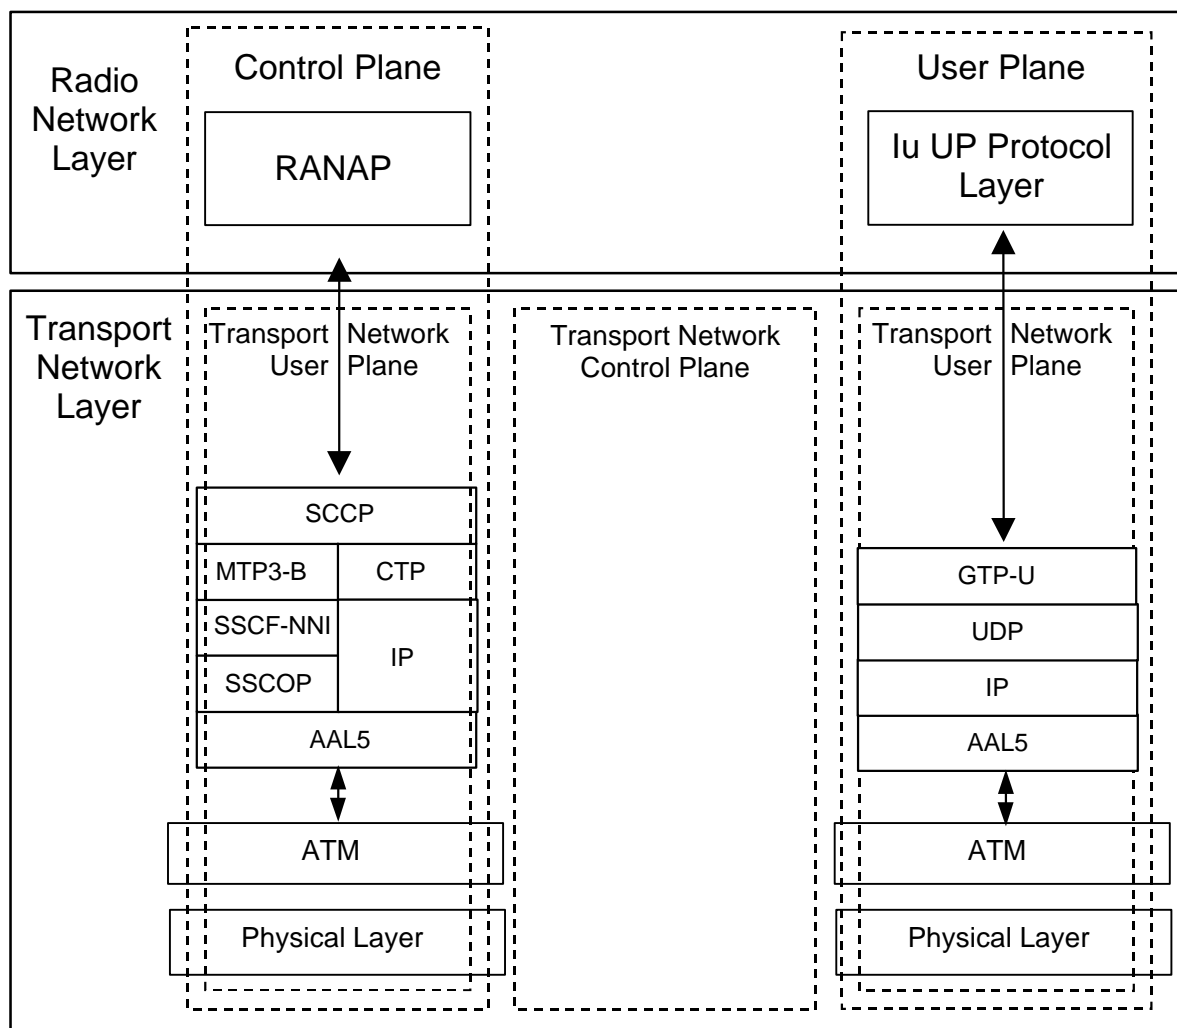 Radio
Network
Layer
Control Plane
RANAP
User Plane
Iu UP Protocol
Layer
Transport
Network
Layer
Transport Network
User Plane
Transport Network
Control Plane
Transport Network
User Plane
SCCP
MTP3-B
CTP
SSCF-NNI
IP
SSCOP
AAL5
ATM
Physical Layer
GTP-U
UDP
IP
AAL5
ATM
Physical Layer